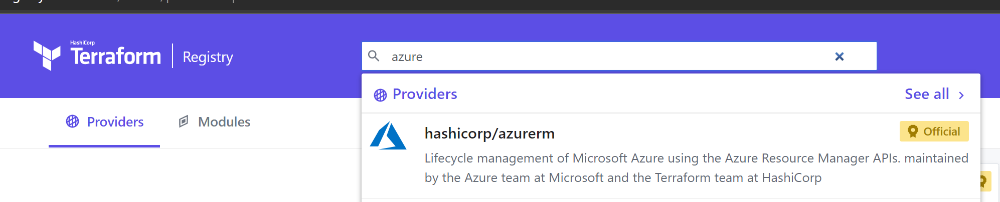 HashiCorp
Terraform
Registry
azure
Providers
See all
Providers
Modules
hashicorp/azurerm
Official
Lifecycle management of Microsoft Azure using the Azure Resource Manager APIs. maintained
by the Azure team at Microsoft and the Terraform team at HashiCorp